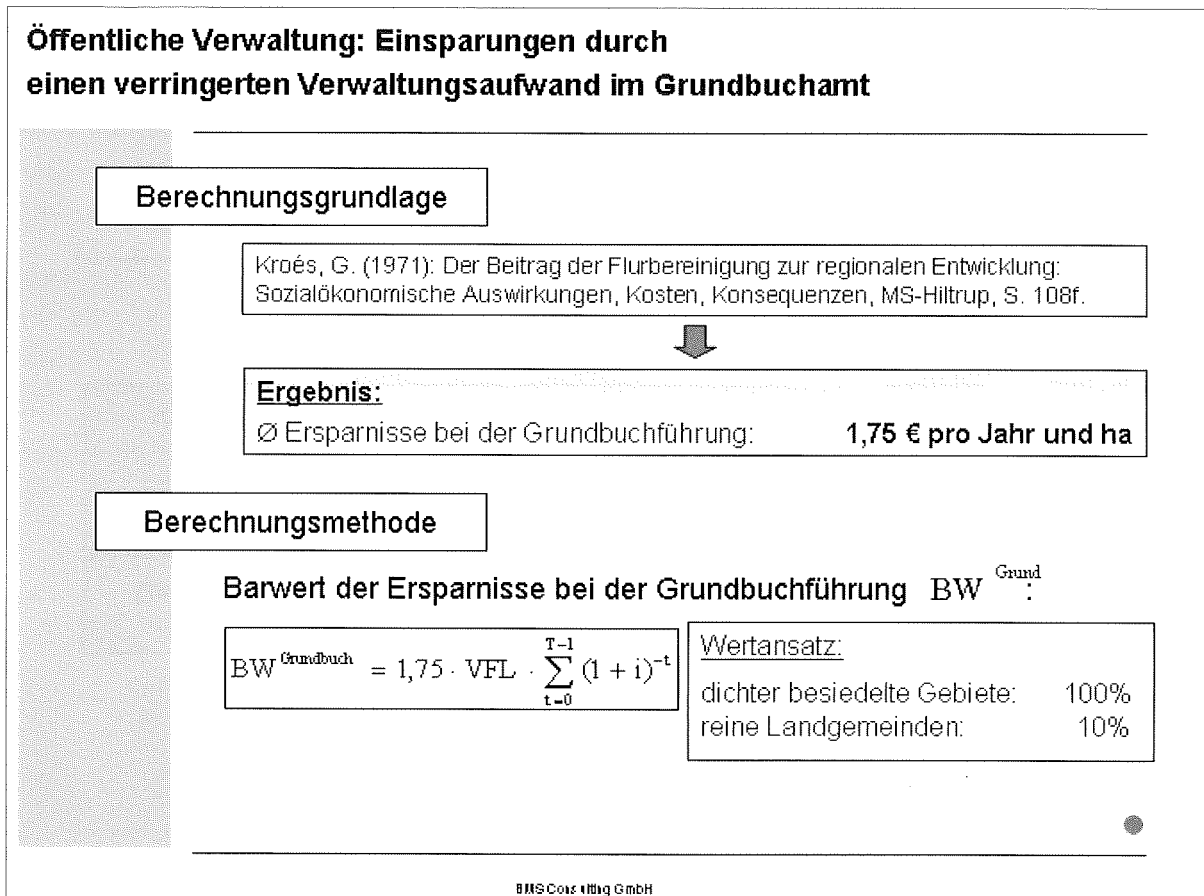 Öffentliche Verwaltung: Einsparungen durch
einen verringerten Verwaltungsaufwand im Grundbuchamt
Berechnungsgrundlage
Kroés, G. (1971): Der Beitrag der Flurbereinigung zur regionalen Entwicklung:
Sozialökonomische Auswirkungen, Kosten, Konsequenzen, MS-Hiltrup, S. 108f.
Ergebnis:
Ø Ersparnisse bei der Grundbuchführung: 1,75 € pro Jahr und ha
Berechnungsmethode
Barwert der Ersparnisse bei der Grundbuchführung BW^Grund:
BW^Grundbuch = 1,75 · VFL · ∑_{t=0}^{T-1} (1 + i)^-t
Wertansatz:
dichter besiedelte Gebiete: 100%
reine Landgemeinden: 10%
BMS Consulting GmbH